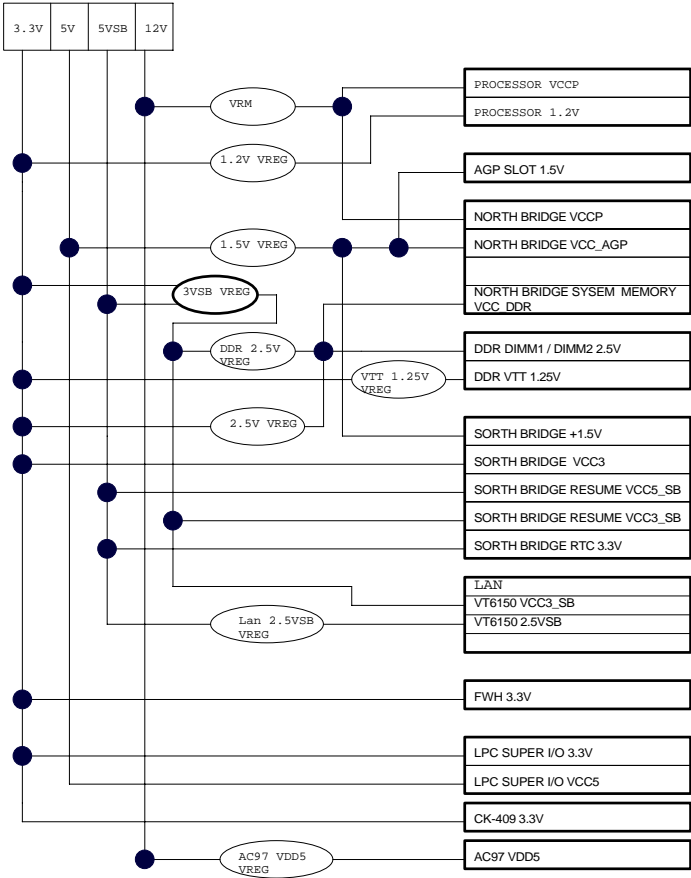 3.3V 5V 5VSB 12V
PROCESSOR VCCP
VRM
PROCESSOR 1.2V
1.2V VREG
AGP SLOT 1.5V
NORTH BRIDGE VCCP
1.5V VREG
NORTH BRIDGE VCC_AGP
3VSB VREG
NORTH BRIDGE SYSEM MEMORY
VCC_DDR
DDR 2.5V
VREG
DDR DIMM1 / DIMM2 2.5V
VTT 1.25V
VREG
DDR VTT 1.25V
2.5V VREG
SORTH BRIDGE +1.5V
SORTH BRIDGE VCC3
SORTH BRIDGE RESUME VCC5_SB
SORTH BRIDGE RESUME VCC3_SB
SORTH BRIDGE RTC 3.3V
LAN
VT6150 VCC3_SB
Lan 2.5VSB
VREG
VT6150 2.5VSB
FWH 3.3V
LPC SUPER I/O 3.3V
LPC SUPER I/O VCC5
CK-409 3.3V
AC97 VDD5
VREG
AC97 VDD5